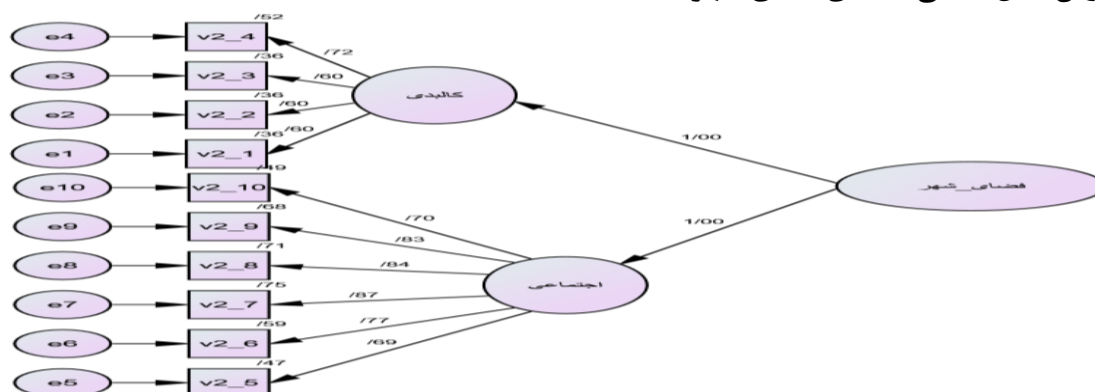 e4 v2_4 /52
/72
e3 v2_3 /36
/60
e2 v2_2 /36
/60
e1 v2_1 /36
/60
کالبدی
1/00
فضای_شهر
e10 v2_10 /49
/70
1/00
e9 v2_9 /68
/83
e8 v2_8 /71
/84
اجتماعی
e7 v2_7 /75
/87
e6 v2_6 /59
/77
e5 v2_5 /47
/69